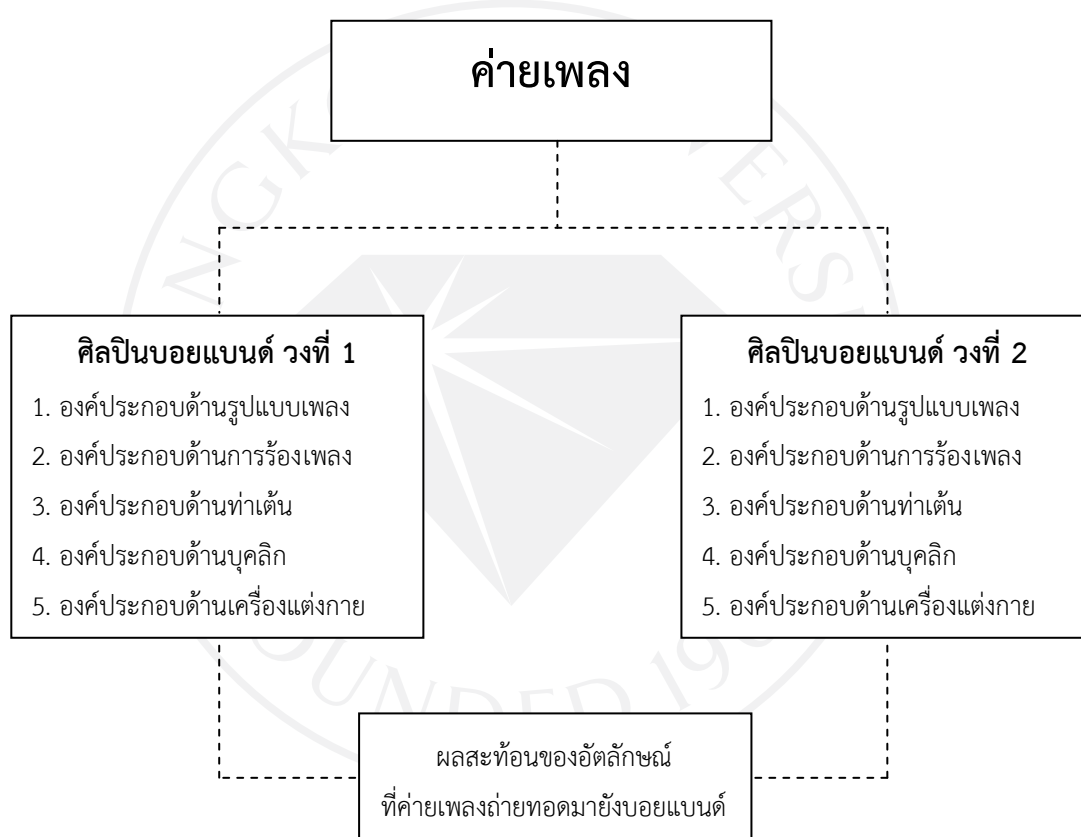 ค่ายเพลง
ศิลปินบอยแบนด์ วงที่ 1
1. องค์ประกอบด้านรูปแบบเพลง
2. องค์ประกอบด้านการร้องเพลง
3. องค์ประกอบด้านท่าเต้น
4. องค์ประกอบด้านบุคลิก
5. องค์ประกอบด้านเครื่องแต่งกาย
ศิลปินบอยแบนด์ วงที่ 2
1. องค์ประกอบด้านรูปแบบเพลง
2. องค์ประกอบด้านการร้องเพลง
3. องค์ประกอบด้านท่าเต้น
4. องค์ประกอบด้านบุคลิก
5. องค์ประกอบด้านเครื่องแต่งกาย
ผลสะท้อนของอัตลักษณ์
ที่ค่ายเพลงถ่ายทอดมายังบอยแบนด์